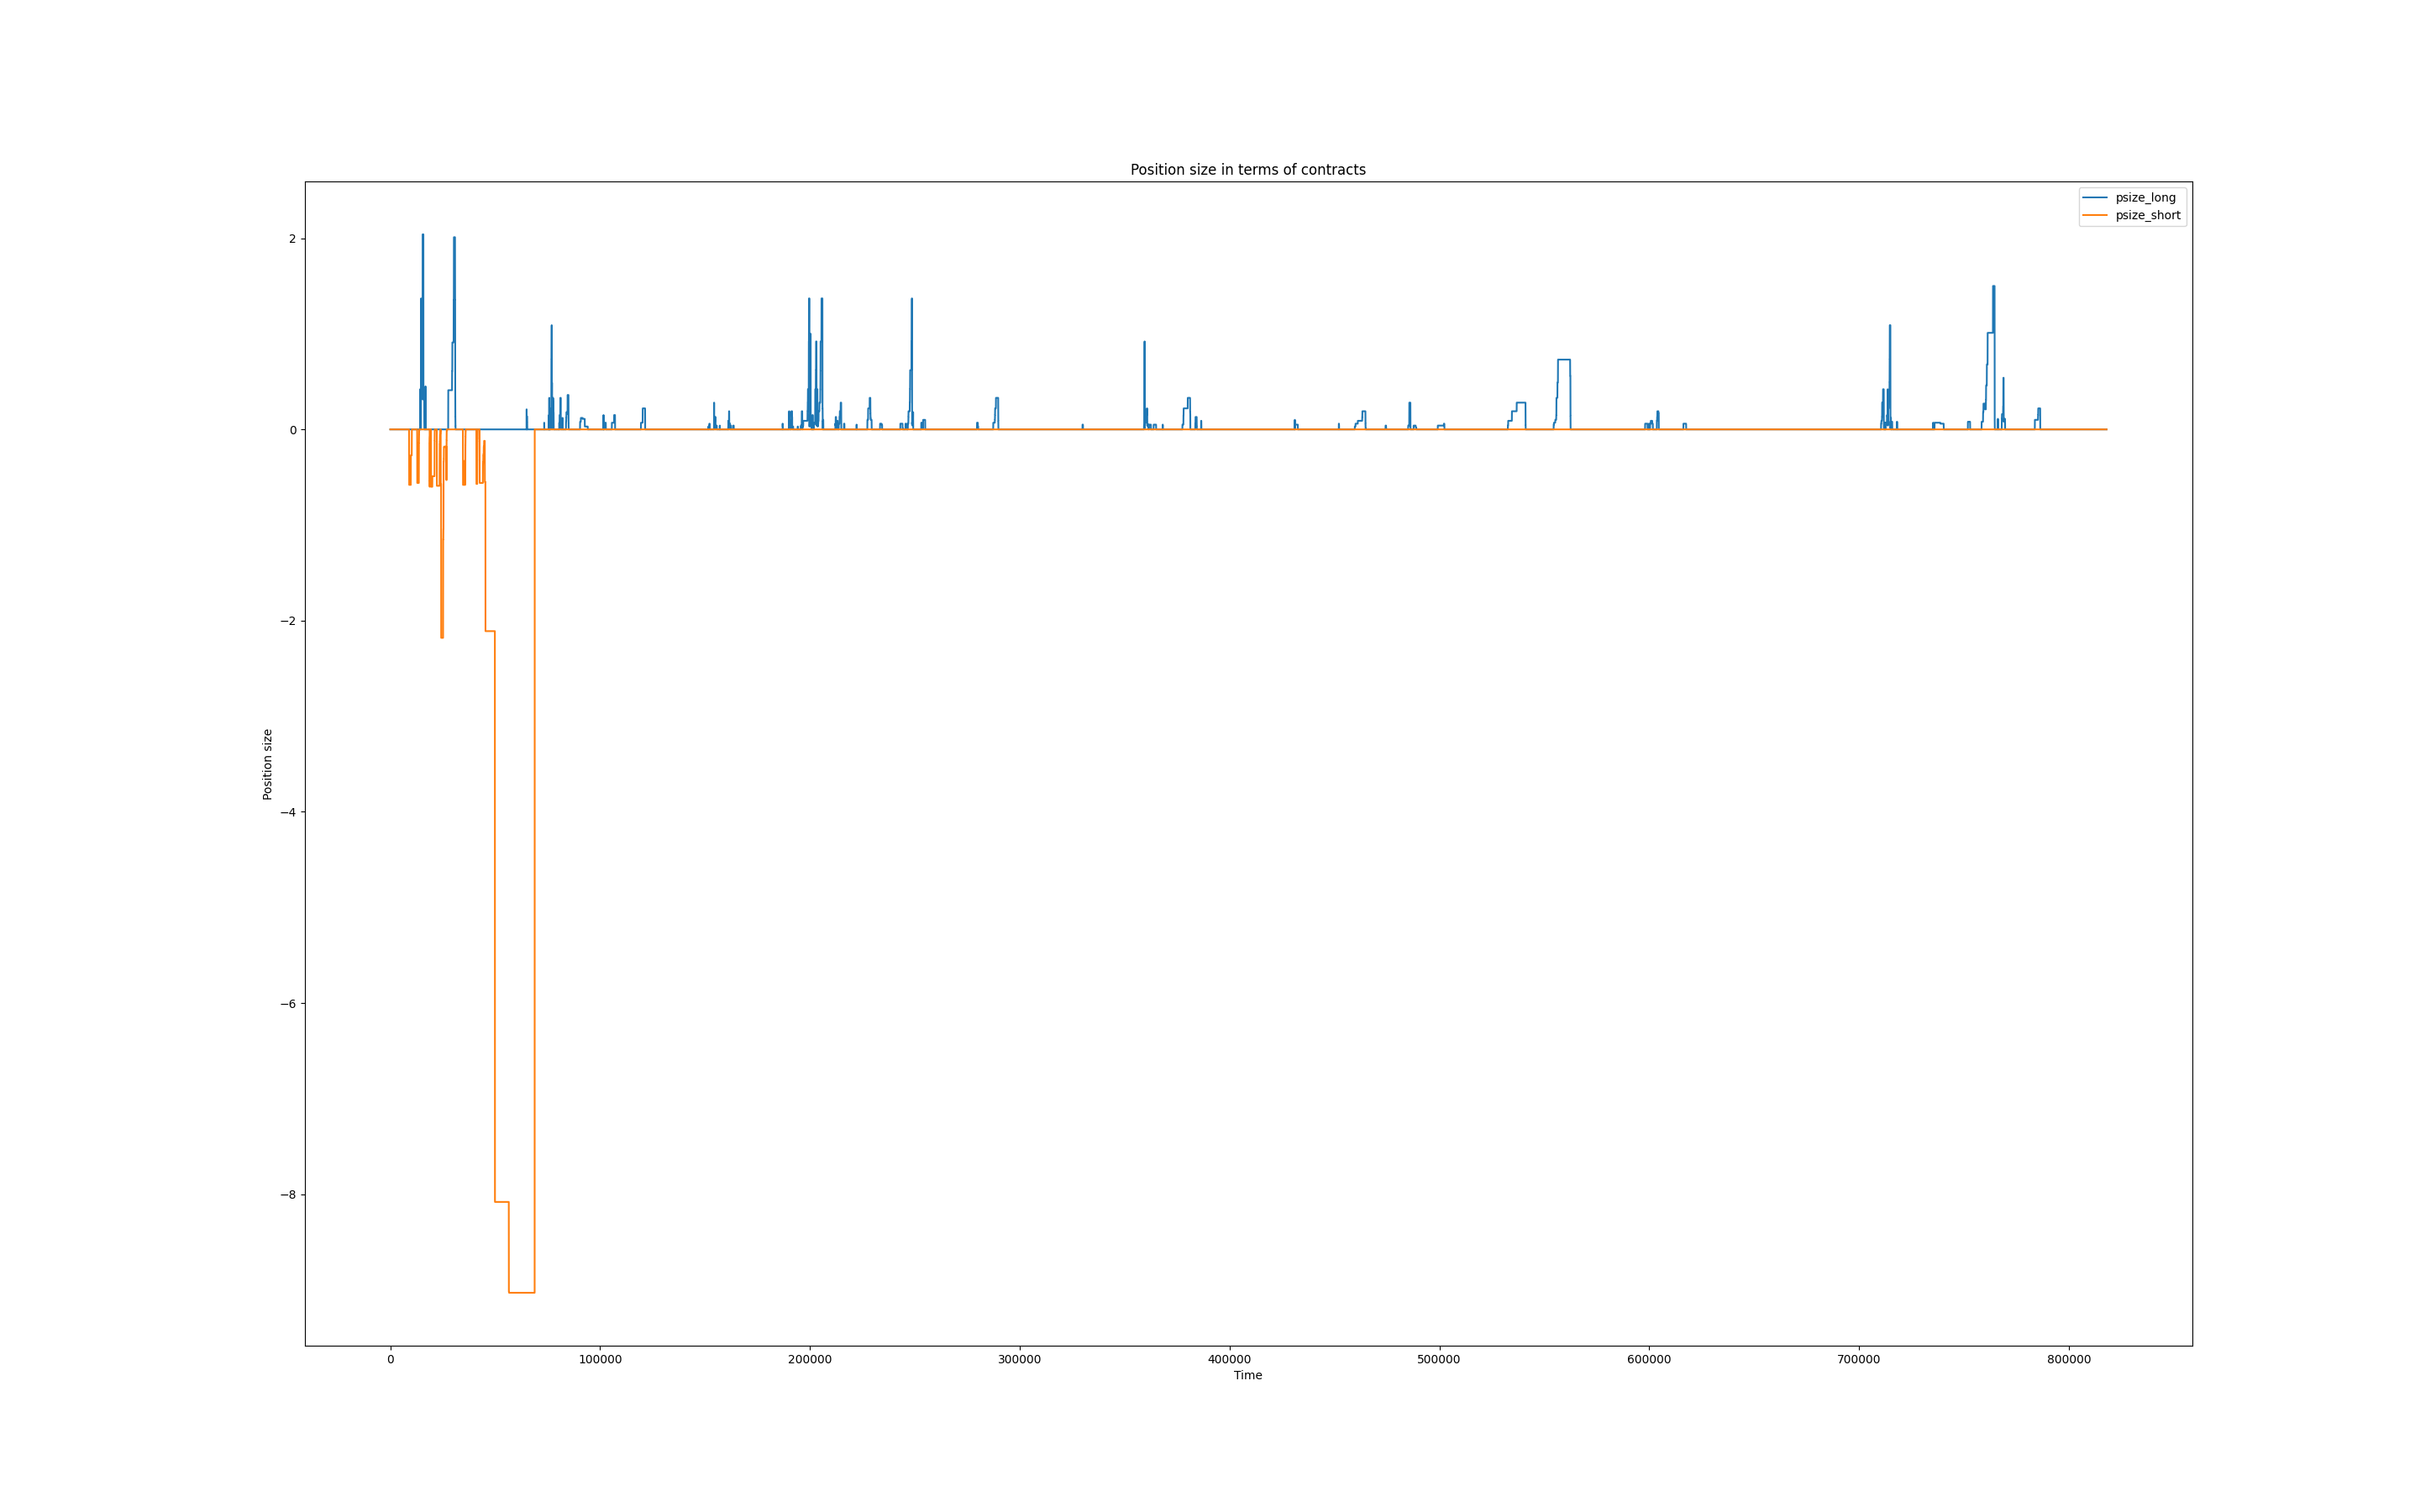 Position size in terms of contracts
psize_long
psize_short
2
0
−2
−4
−6
−8
Position size
0 100000 200000 300000 400000 500000 600000 700000 800000
Time